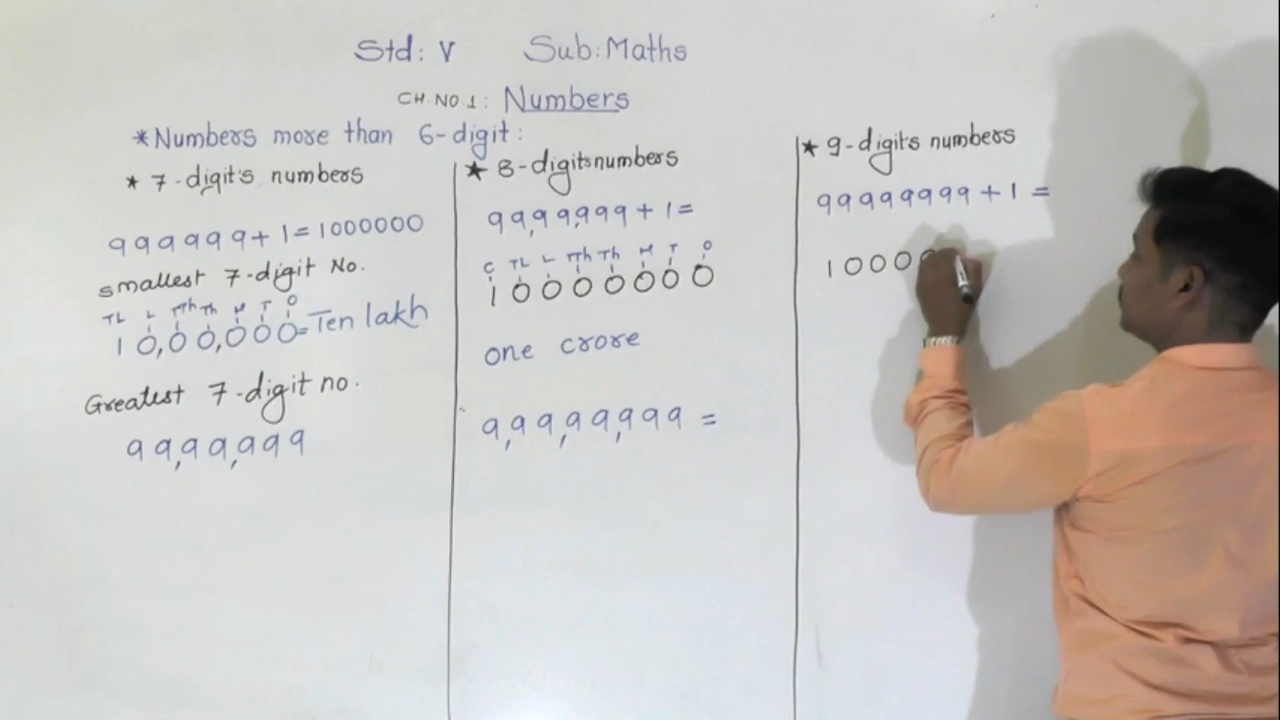 Std: V Sub: Maths
CH. NO 1: Numbers
*Numbers more than 6-digit:
* 7-digits numbers
999999+1=1000000
smallest 7-digit No.
TL L TTh Th H T O
10,00,000=Ten lakh
Greatest 7-digit no.
99,99,999
★ 8-digits numbers
99,99,999+1=
C TL L TTh Th H T O
10000000
one crore
9,99,99,999=
★ 9-digits numbers
99999999+1=
1000